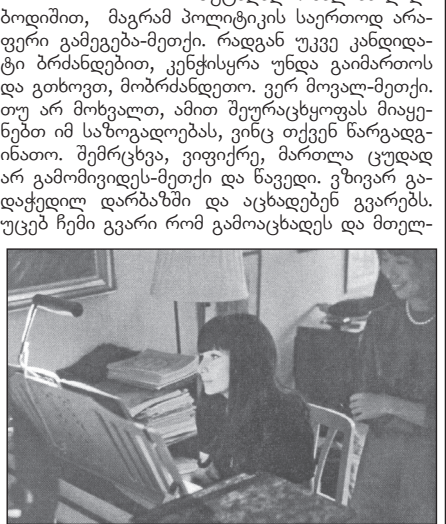 ბოდიშით, მაგრამ პოლიტიკის საერთოდ არა-
ფერი გამეგება-მეთქი. რადგან უკვე კანდიდა-
ტი ბრძანდებით, კენჭისყრა უნდა გაიმართოს
და გთხოვთ, მობრძანდეთო. ვერ მოვალ-მეთქი.
თუ არ მოხვალთ, ამით შეურაცხყოფას მიაყე-
ნებთ იმ საზოგადოებას, ვინც თქვენ წარგადგ-
ინათო. შემრცხვა, ვიფიქრე, მართლა ცუდად
არ გამომივიდეს-მეთქი და წავედი. ვზივარ გა-
დაჭედილ დარბაზში და აცხადებენ გვარებს.
უცებ ჩემი გვარი რომ გამოაცხადეს და მთელ-